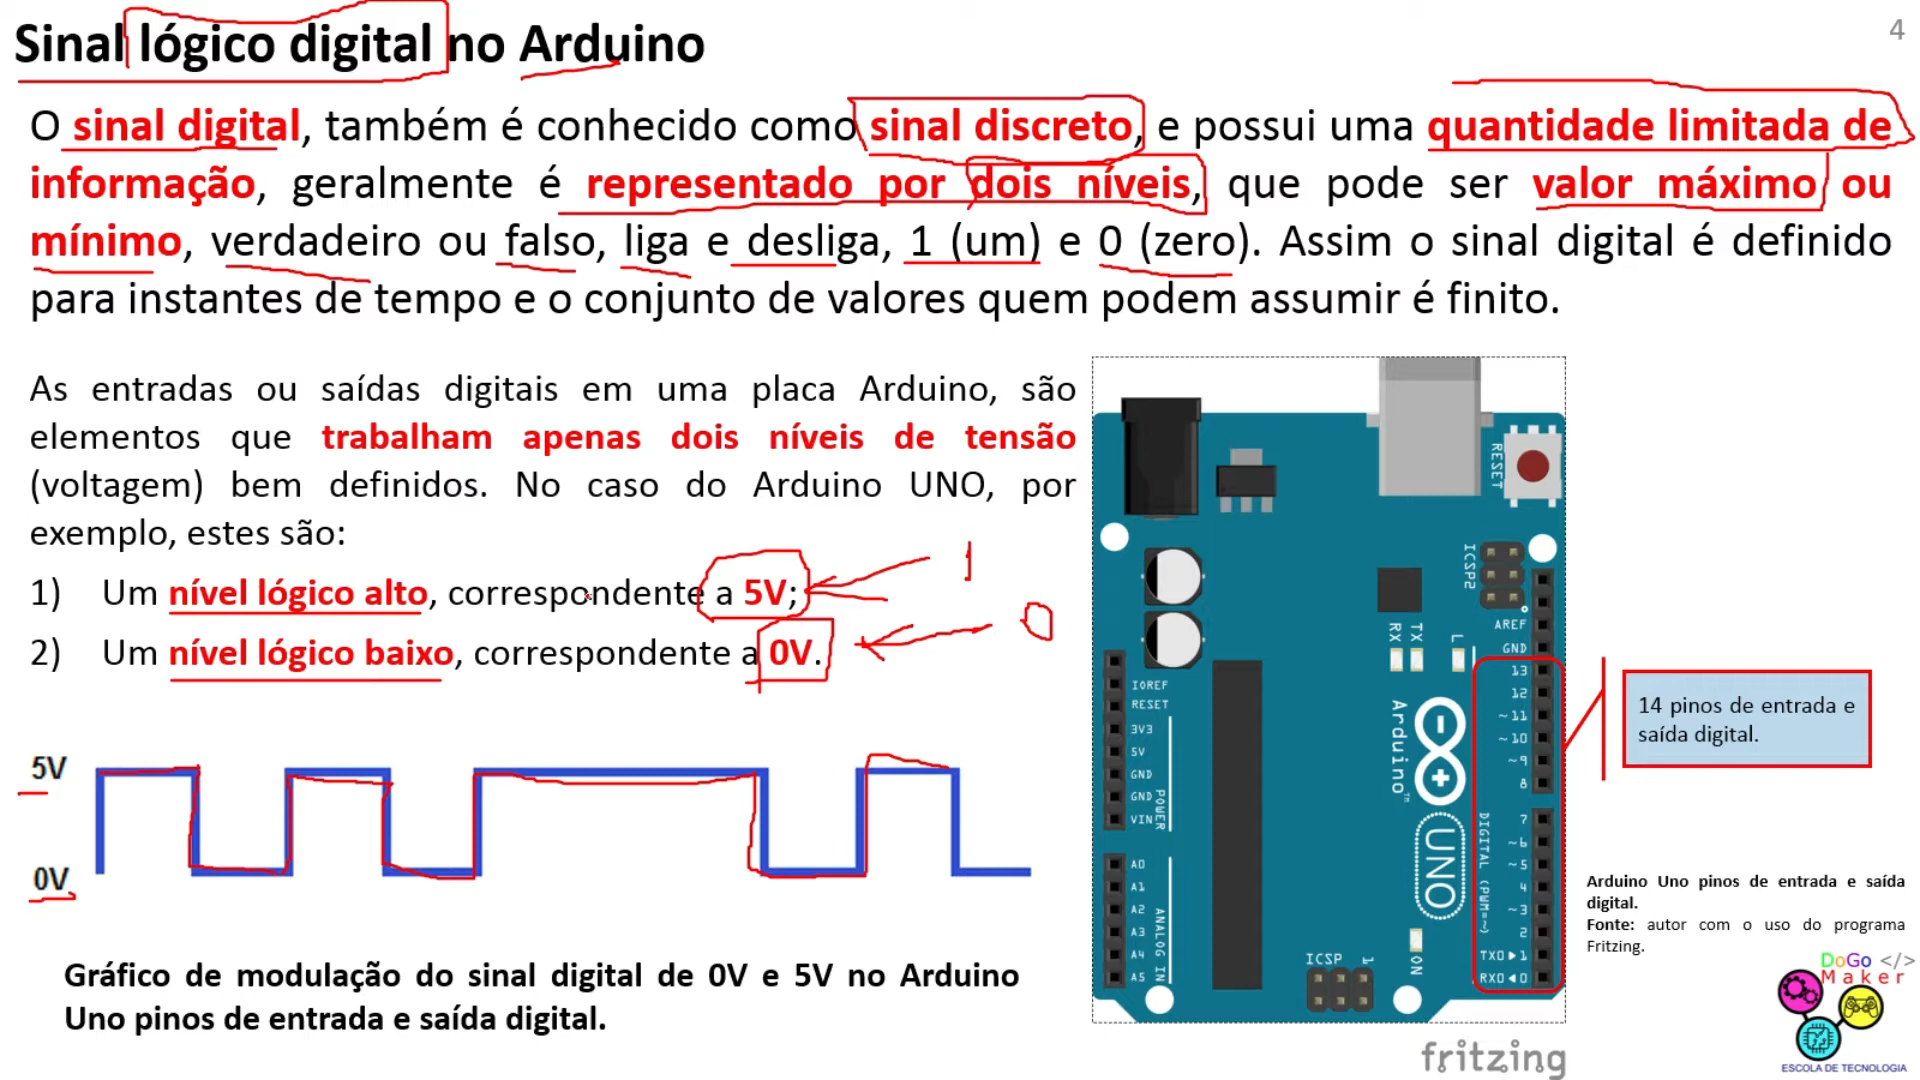 Sinal lógico digital no Arduino
4
O sinal digital, também é conhecido como sinal discreto, e possui uma quantidade limitada de
informação, geralmente é representado por dois níveis, que pode ser valor máximo ou
mínimo, verdadeiro ou falso, liga e desliga, 1 (um) e 0 (zero). Assim o sinal digital é definido
para instantes de tempo e o conjunto de valores quem podem assumir é finito.
As entradas ou saídas digitais em uma placa Arduino, são
elementos que trabalham apenas dois níveis de tensão
(voltagem) bem definidos. No caso do Arduino UNO, por
exemplo, estes são:
1) Um nível lógico alto, correspondente a 5V;
1
2) Um nível lógico baixo, correspondente a 0V.
0
5V
0V
Gráfico de modulação do sinal digital de 0V e 5V no Arduino
Uno pinos de entrada e saída digital.
RESET
ICSP2
AREF
GND
13
12
~11
~10
~9
8
7
~6
~5
4
~3
2
TX0▶1
RX0◀0
DIGITAL (PWM=~)
RX
TX
L
Arduino™
UNO
IOREF
RESET
3V3
5V
GND
GND
VIN
POWER
A0
A1
A2
A3
A4
A5
ANALOG IN
ICSP
1
ON
fritzing
14 pinos de entrada e
saída digital.
Arduino Uno pinos de entrada e saída
digital.
Fonte: autor com o uso do programa
Fritzing.
DoGo </>
Maker
ESCOLA DE TECNOLOGIA